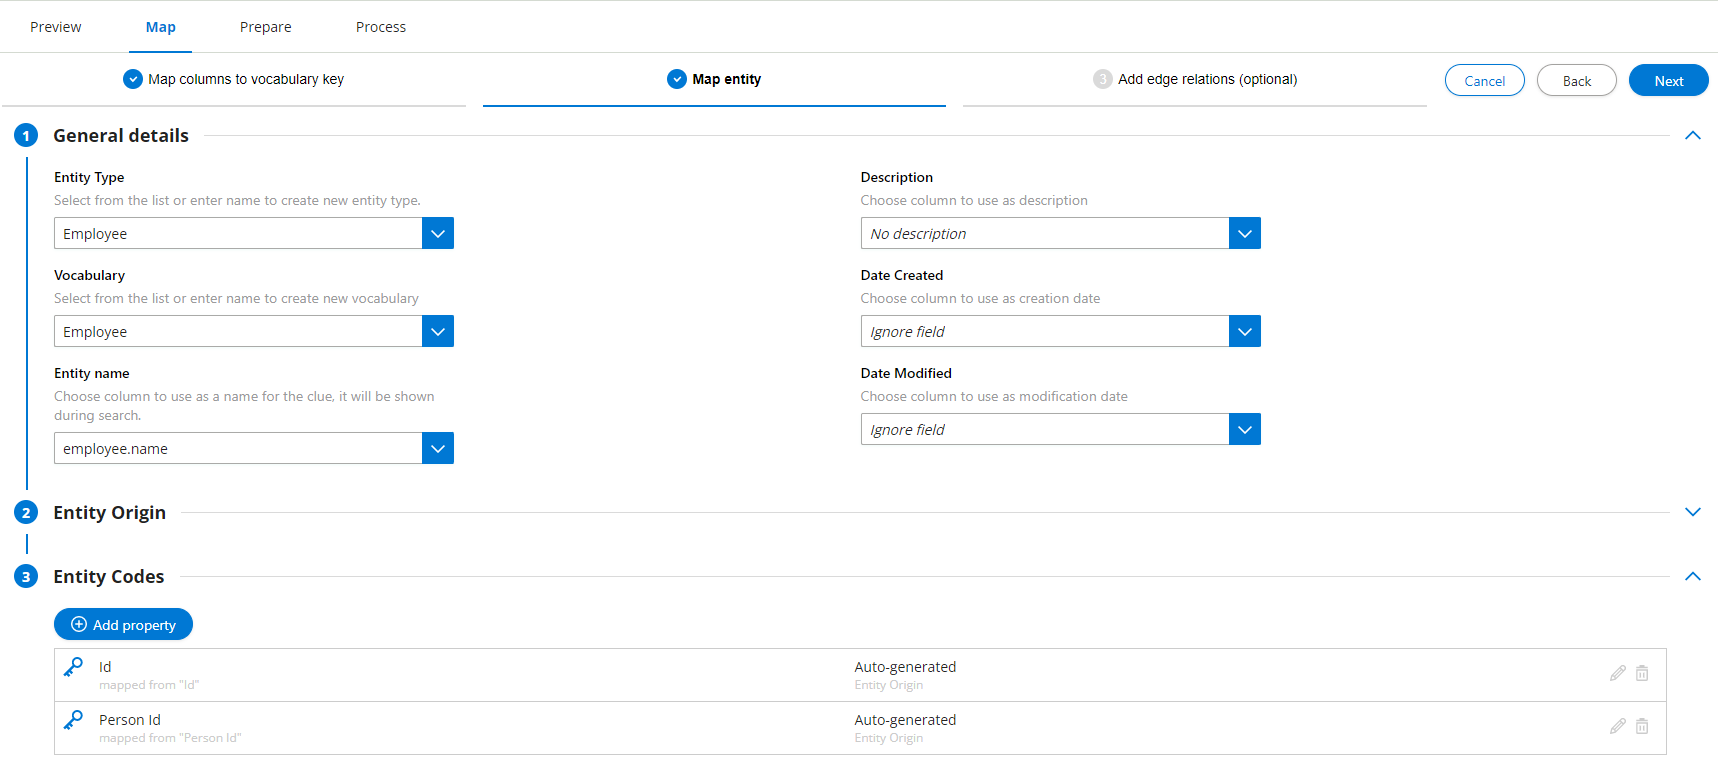 Preview
Map
Prepare
Process
Map columns to vocabulary key
Map entity
3 Add edge relations (optional)
Cancel
Back
Next
1 General details
Entity Type
Select from the list or enter name to create new entity type.
Employee
Vocabulary
Select from the list or enter name to create new vocabulary
Employee
Entity name
Choose column to use as a name for the clue, it will be shown
during search.
employee.name
Description
Choose column to use as description
No description
Date Created
Choose column to use as creation date
Ignore field
Date Modified
Choose column to use as modification date
Ignore field
2 Entity Origin
3 Entity Codes
Add property
Id
mapped from "Id"
Auto-generated
Entity Origin
Person Id
mapped from "Person Id"
Auto-generated
Entity Origin